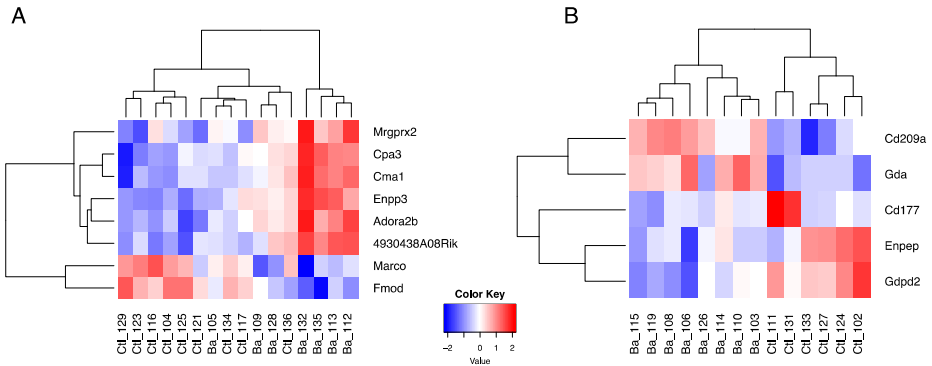 A
B
Mrgprx2
Cpa3
Cma1
Enpp3
Adora2b
4930438A08Rik
Marco
Fmod
Ctl_129
Ctl_123
Ctl_116
Ctl_104
Ctl_125
Ctl_121
Ba_105
Ctl_134
Ctl_117
Ba_109
Ba_128
Ctl_136
Ba_132
Ba_135
Ba_113
Ba_112
Color Key
−2 0 1 2
Value
Cd209a
Gda
Cd177
Enpep
Gdpd2
Ba_115
Ba_119
Ba_108
Ba_106
Ba_126
Ba_114
Ba_110
Ba_103
Ctl_111
Ctl_131
Ctl_133
Ctl_127
Ctl_124
Ctl_102